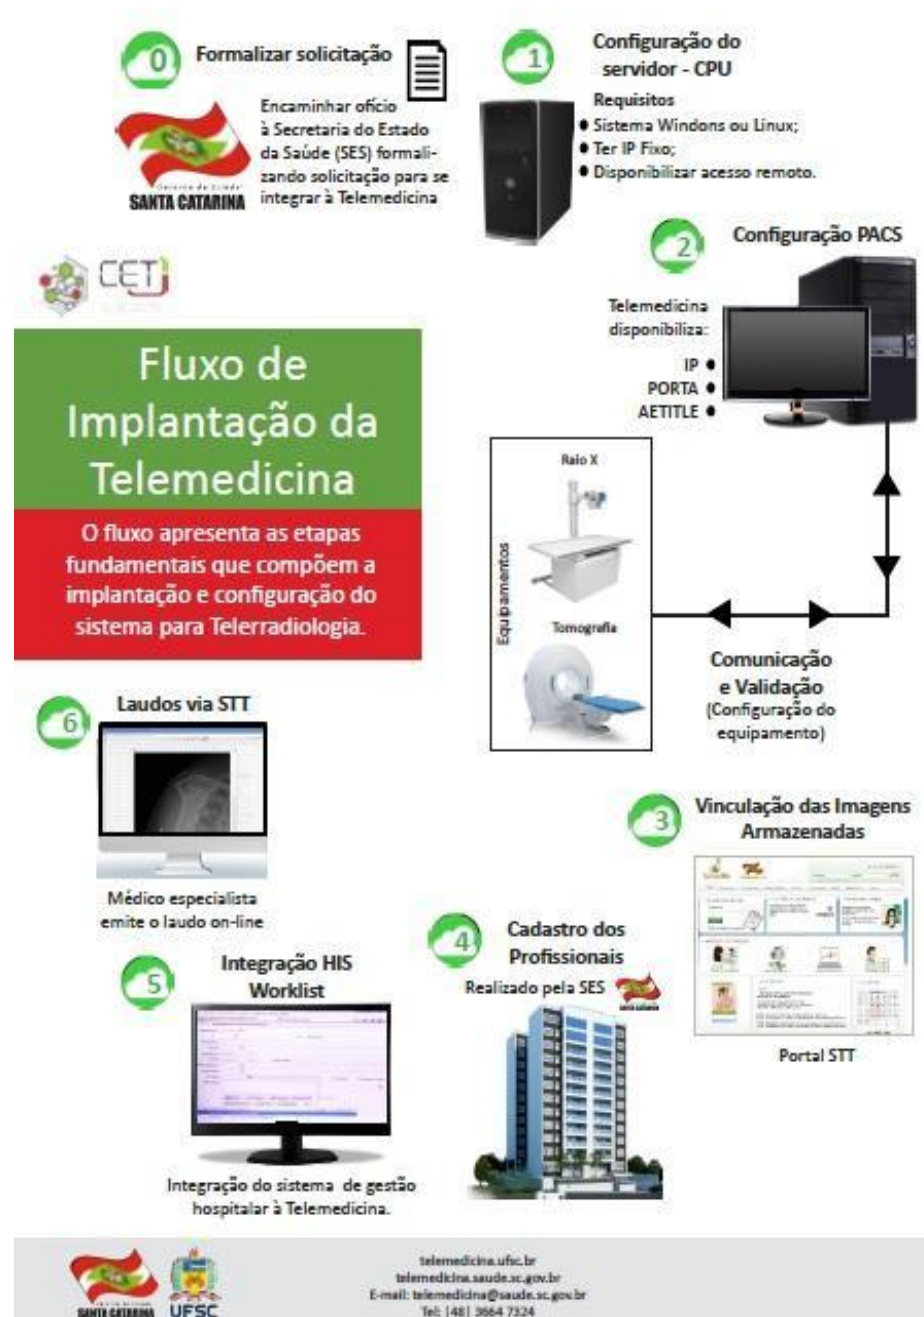 0
Formalizar solicitação
Encaminhar ofício
à Secretaria do Estado
da Saúde (SES) formali-
zando solicitação para se
integrar à Telemedicina
SANTA CATARINA
1
Configuração do
servidor - CPU
Requisitos
● Sistema Windons ou Linux;
● Ter IP Fixo;
● Disponibilizar acesso remoto.
2
Configuração PACS
Telemedicina
disponibiliza:
IP ●
PORTA ●
AETITLE ●
CET
Fluxo de
Implantação da
Telemedicina
O fluxo apresenta as etapas
fundamentais que compõem a
implantação e configuração do
sistema para Telerradiologia.
Equipamentos
Raio X
Tomografia
Comunicação
e Validação
(Configuração do
equipamento)
3
Vinculação das Imagens
Armazenadas
Portal STT
4
Cadastro dos
Profissionais
Realizado pela SES
SANTA CATARINA
5
Integração HIS
Worklist
Integração do sistema de gestão
hospitalar à Telemedicina.
6
Laudos via STT
Médico especialista
emite o laudo on-line
SANTA CATARINA
UFSC
telemedicina.ufsc.br
telemedicina.saude.sc.gov.br
E-mail: telemedicina@saude.sc.gov.br
Tel: (48) 3664 7324